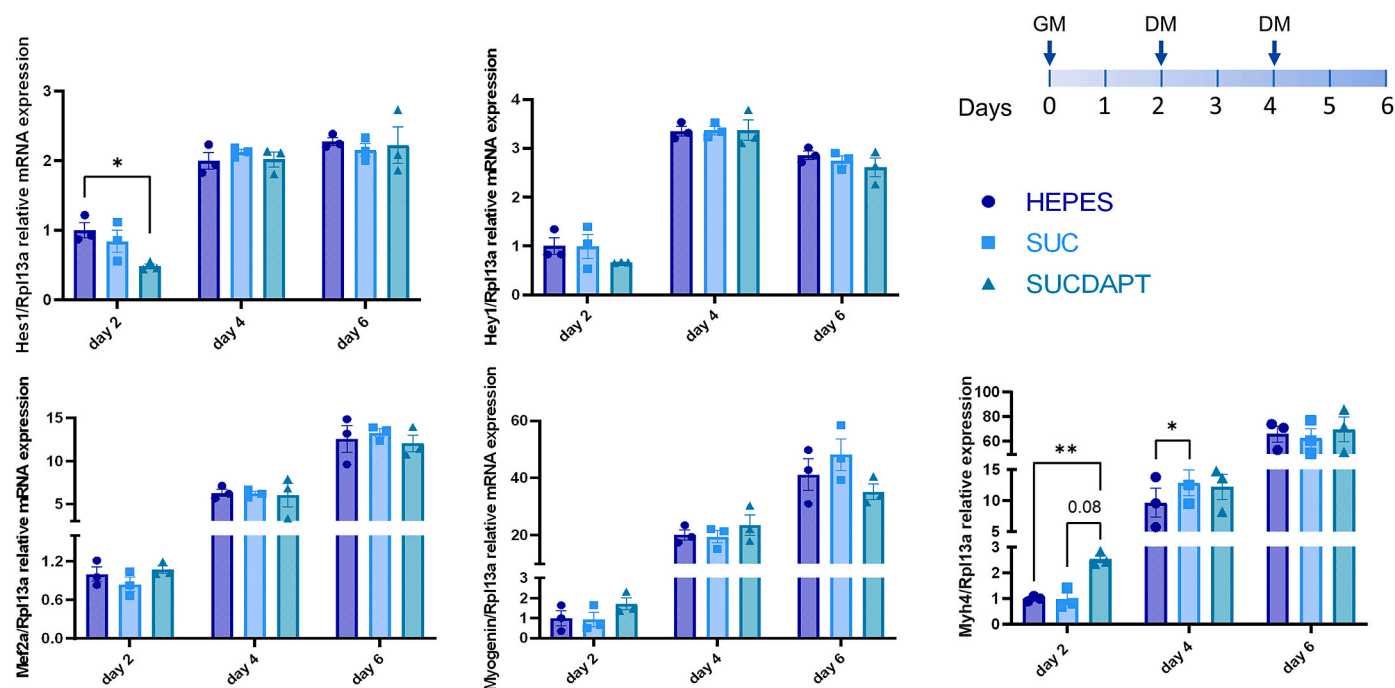 Hes1/Rpl13a relative mRNA expression
3
2
1
0
*
day 2
day 4
day 6
Hey1/Rpl13a relative mRNA expression
4
3
2
1
0
day 2
day 4
day 6
GM
DM
DM
Days 0 1 2 3 4 5 6
HEPES
SUC
SUCDAPT
Mef2a/Rpl13a relative mRNA expression
15
10
5
1.2
0.6
0.0
day 2
day 4
day 6
Myogenin/Rpl13a relative mRNA expression
60
40
20
3
2
1
0
day 2
day 4
day 6
Myh4/Rpl13a relative expression
100
80
60
15
10
5
3
2
1
0
**
0.08
*
day 2
day 4
day 6